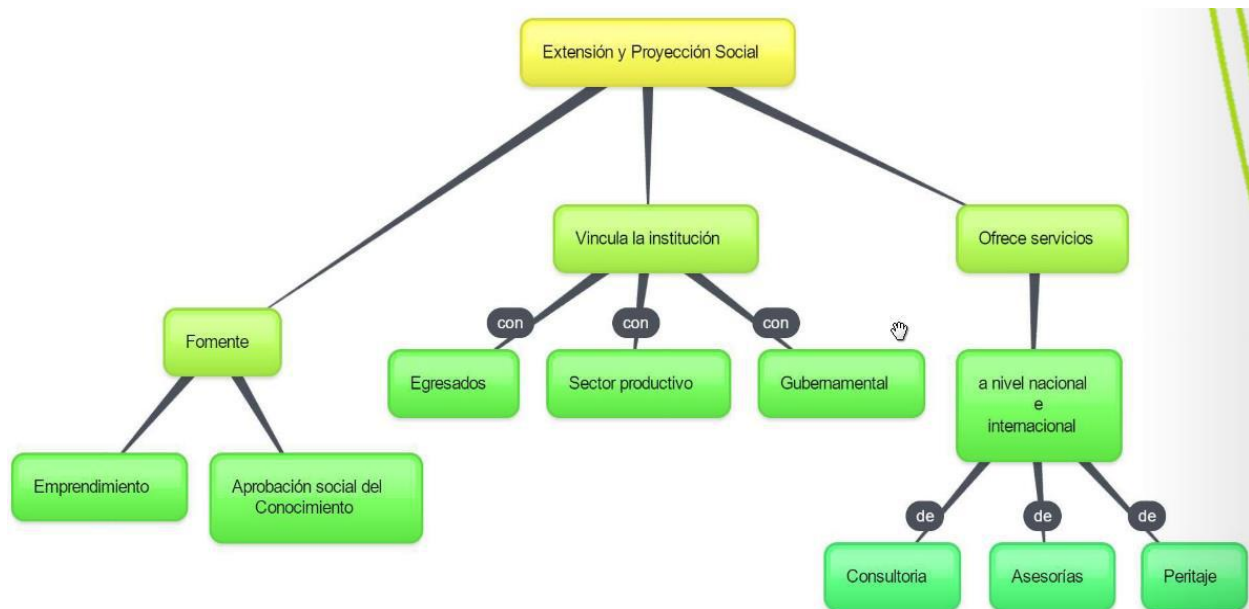 Extensión y Proyección Social
Vincula la institución
Ofrece servicios
con
con
con
Fomente
Egresados
Sector productivo
Gubernamental
a nivel nacional
e
internacional
Emprendimiento
Aprobación social del
Conocimiento
de
de
de
Consultoria
Asesorías
Peritaje